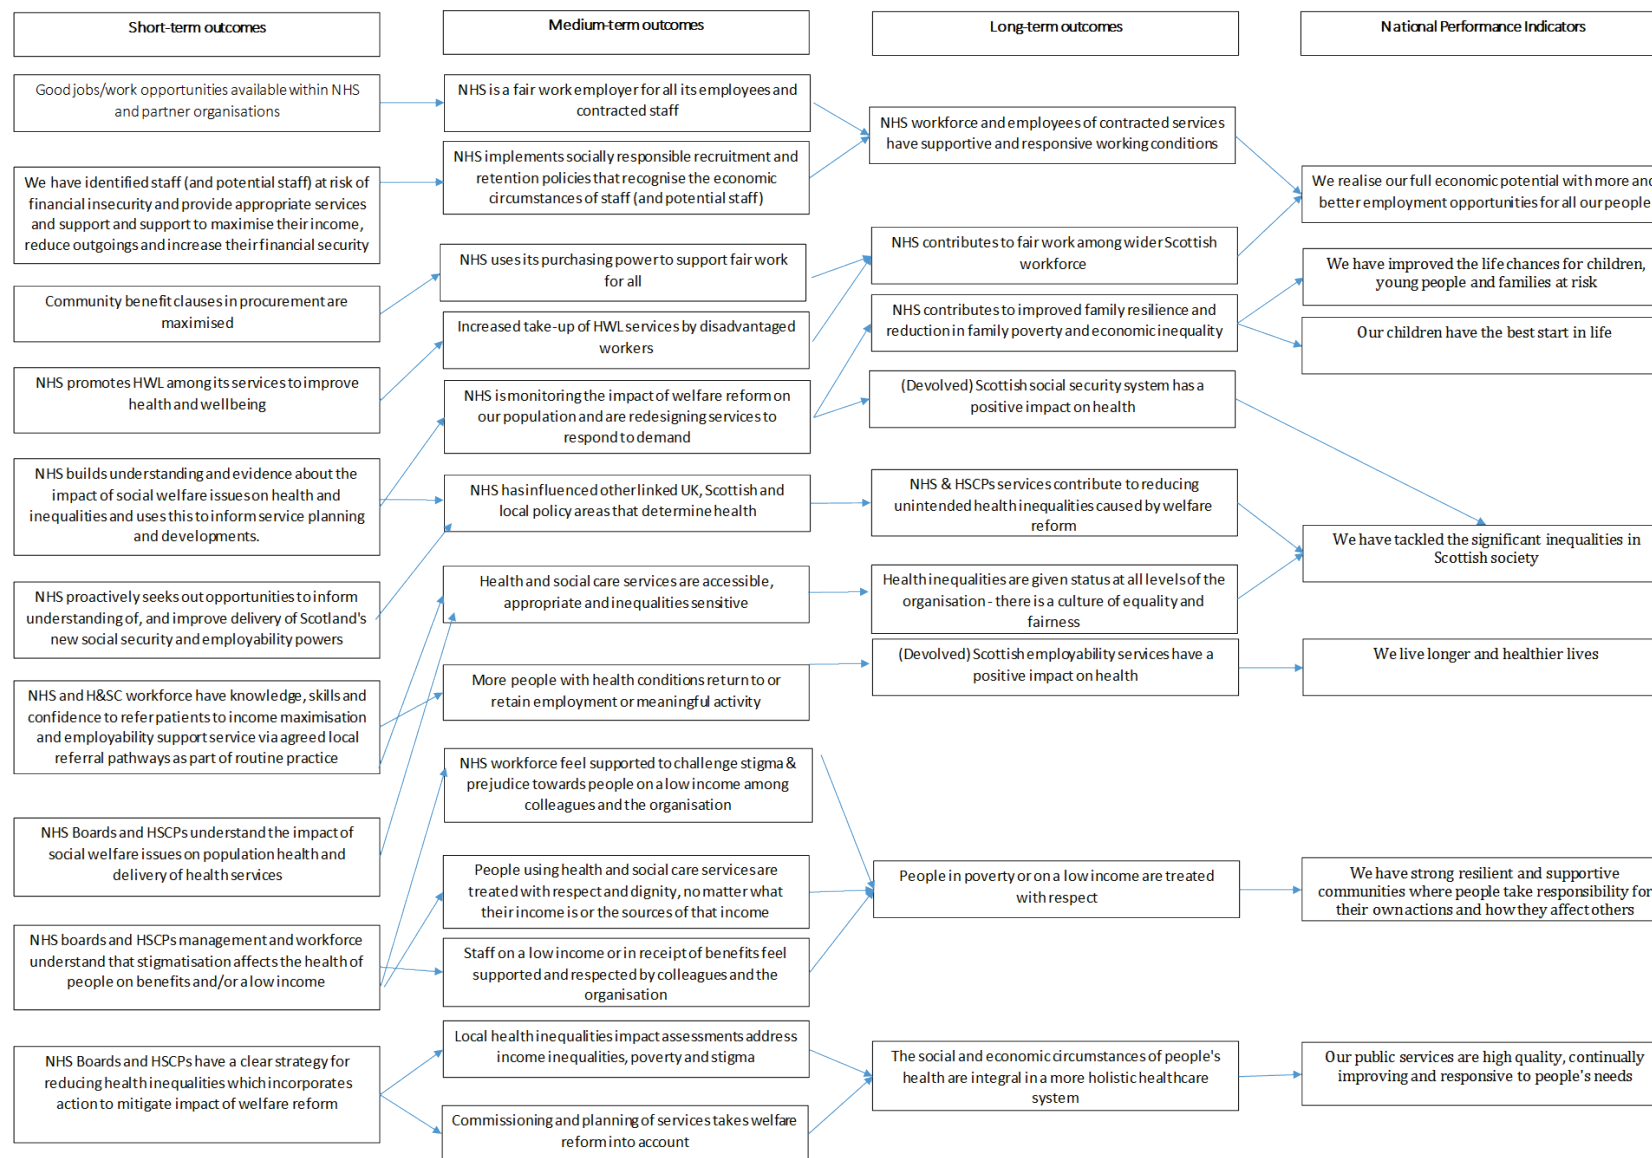 Short-term outcomes
Good jobs/work opportunities available within NHS
and partner organisations
We have identified staff (and potential staff) at risk of
financial insecurity and provide appropriate services
and support and support to maximise their income,
reduce outgoings and increase their financial security
Community benefit clauses in procurement are
maximised
NHS promotes HWL among its services to improve
health and wellbeing
NHS builds understanding and evidence about the
impact of social welfare issues on health and
inequalities and uses this to inform service planning
and developments.
NHS proactively seeks out opportunities to inform
understanding of, and improve delivery of Scotland's
new social security and employability powers
NHS and H&SC workforce have knowledge, skills and
confidence to refer patients to income maximisation
and employability support service via agreed local
referral pathways as part of routine practice
NHS Boards and HSCPs understand the impact of
social welfare issues on population health and
delivery of health services
NHS boards and HSCPs management and workforce
understand that stigmatisation affects the health of
people on benefits and/or a low income
NHS Boards and HSCPs have a clear strategy for
reducing health inequalities which incorporates
action to mitigate impact of welfare reform
Medium-term outcomes
NHS is a fair work employer for all its employees and
contracted staff
NHS implements socially responsible recruitment and
retention policies that recognise the economic
circumstances of staff (and potential staff)
NHS uses its purchasing power to support fair work
for all
Increased take-up of HWL services by disadvantaged
workers
NHS is monitoring the impact of welfare reform on
our population and are redesigning services to
respond to demand
NHS has influenced other linked UK, Scottish and
local policy areas that determine health
Health and social care services are accessible,
appropriate and inequalities sensitive
More people with health conditions return to or
retain employment or meaningful activity
NHS workforce feel supported to challenge stigma &
prejudice towards people on a low income among
colleagues and the organisation
People using health and social care services are
treated with respect and dignity, no matter what
their income is or the sources of that income
Staff on a low income or in receipt of benefits feel
supported and respected by colleagues and the
organisation
Local health inequalities impact assessments address
income inequalities, poverty and stigma
Commissioning and planning of services takes welfare
reform into account
Long-term outcomes
NHS workforce and employees of contracted services
have supportive and responsive working conditions
NHS contributes to fair work among wider Scottish
workforce
NHS contributes to improved family resilience and
reduction in family poverty and economic inequality
(Devolved) Scottish social security system has a
positive impact on health
NHS & HSCPs services contribute to reducing
unintended health inequalities caused by welfare
reform
Health inequalities are given status at all levels of the
organisation - there is a culture of equality and
fairness
(Devolved) Scottish employability services have a
positive impact on health
People in poverty or on a low income are treated
with respect
The social and economic circumstances of people's
health are integral in a more holistic healthcare
system
National Performance Indicators
We realise our full economic potential with more and
better employment opportunities for all our people
We have improved the life chances for children,
young people and families at risk
Our children have the best start in life
We have tackled the significant inequalities in
Scottish society
We live longer and healthier lives
We have strong resilient and supportive
communities where people take responsibility for
their own actions and how they affect others
Our public services are high quality, continually
improving and responsive to people's needs